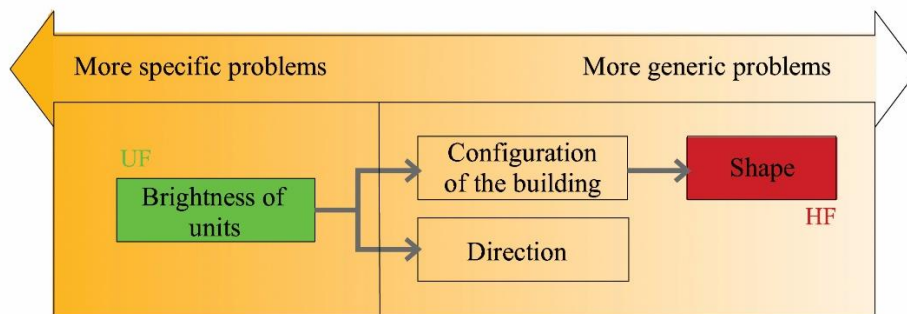 More specific problems
More generic problems
UF
Brightness of
units
Configuration
of the building
Shape
HF
Direction